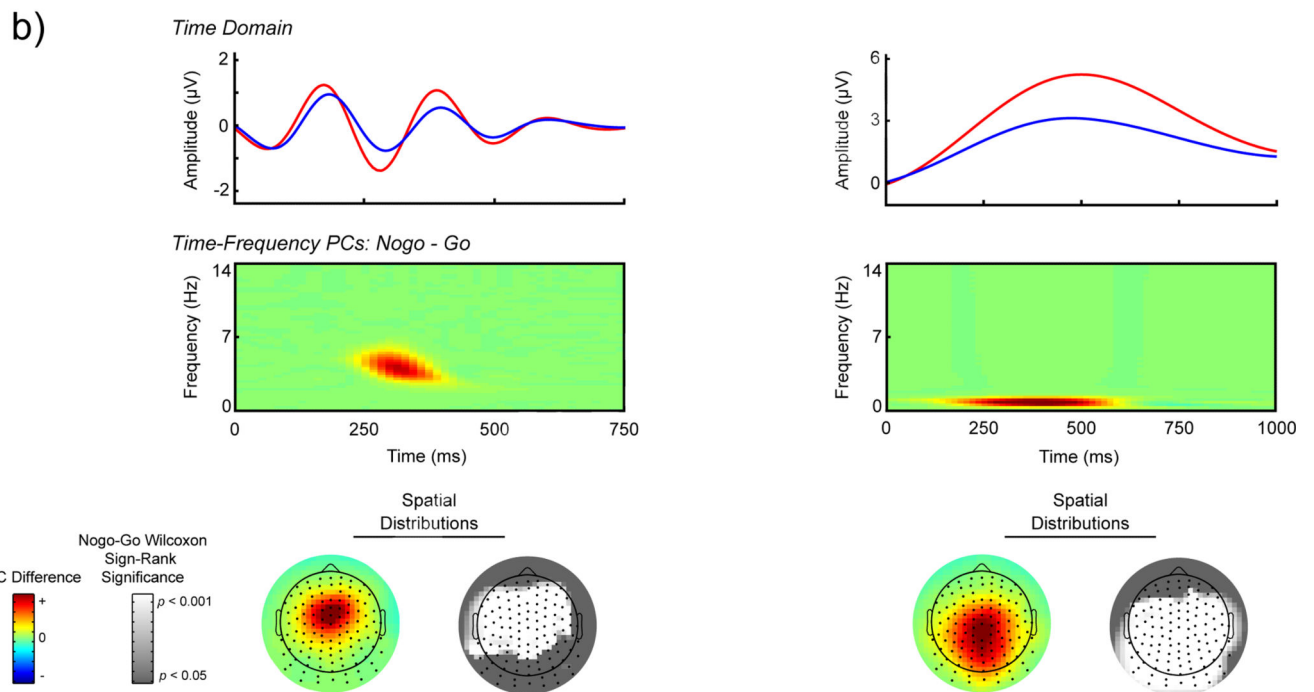 b)
Time Domain
Amplitude (µV)
2
0
-2
Amplitude (µV)
6
3
0
Time-Frequency PCs: Nogo - Go
Frequency (Hz)
14
7
0
0 250 500 750
Time (ms)
Frequency (Hz)
14
7
0
0 250 500 750 1000
Time (ms)
Spatial
Distributions
Spatial
Distributions
C Difference
+
0
-
Nogo-Go Wilcoxon
Sign-Rank
Significance
p < 0.001
p < 0.05